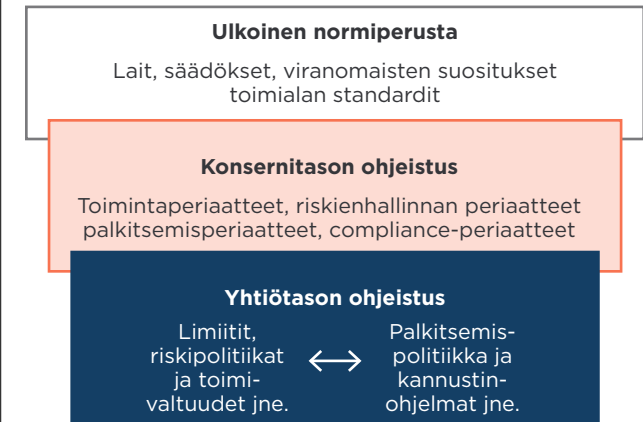 Ulkoinen normiperusta
Lait, säädökset, viranomaisten suositukset
toimialan standardit
Konsernitason ohjeistus
Toimintaperiaatteet, riskienhallinnan periaatteet
palkitsemisperiaatteet, compliance-periaatteet
Yhtiötason ohjeistus
Limiitit,
riskipolitiikat
ja toimi-
valtuudet jne.
Palkitsemis-
politiikka ja
kannustin-
ohjelmat jne.